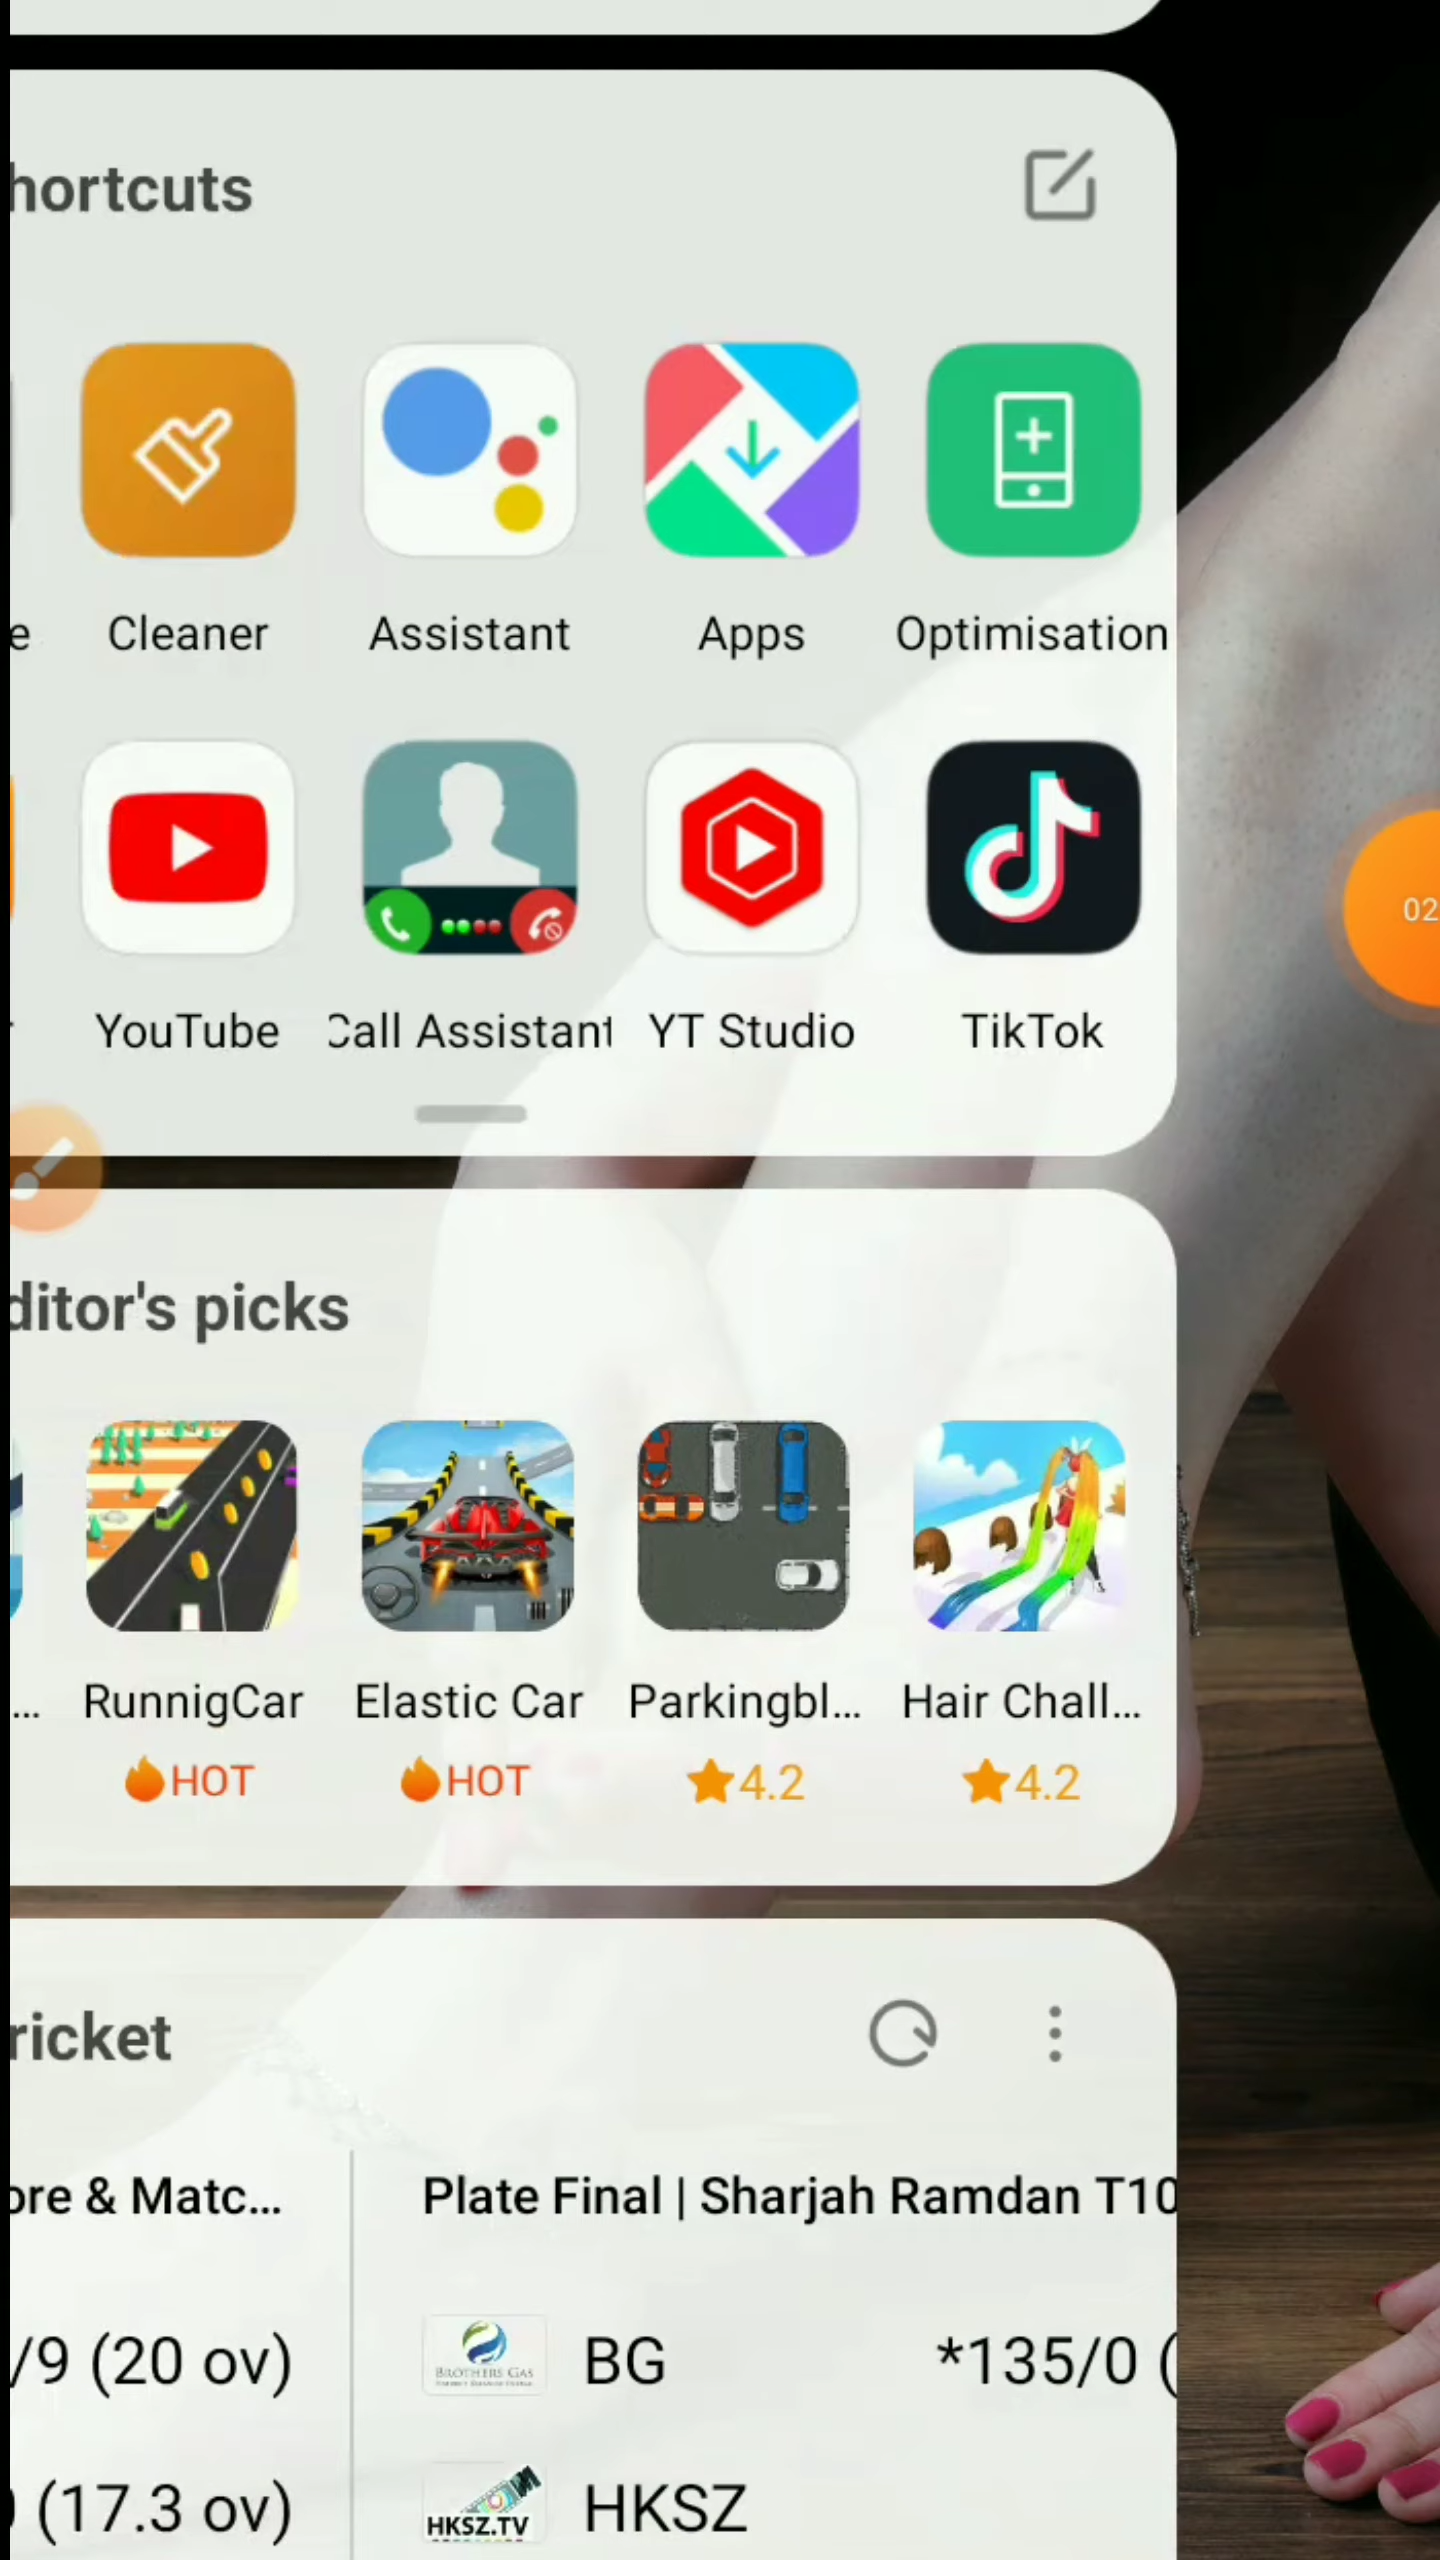 hortcuts
e Cleaner Assistant Apps Optimisation
YouTube Call Assistant YT Studio TikTok
02
ditor's picks
... RunnigCar Elastic Car Parkingbl... Hair Chall...
HOT HOT 4.2 4.2
ricket
ore & Matc... Plate Final | Sharjah Ramdan T10
/9 (20 ov) BROTHERS GAS BG *135/0 (
(17.3 ov) HKSZ.TV HKSZ